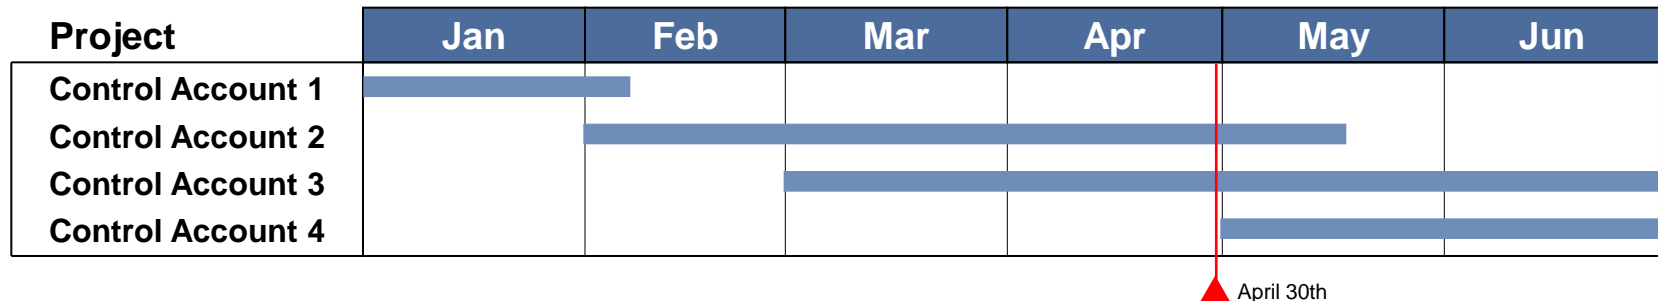 Project Jan Feb Mar Apr May Jun
Control Account 1
Control Account 2
Control Account 3
Control Account 4
April 30th